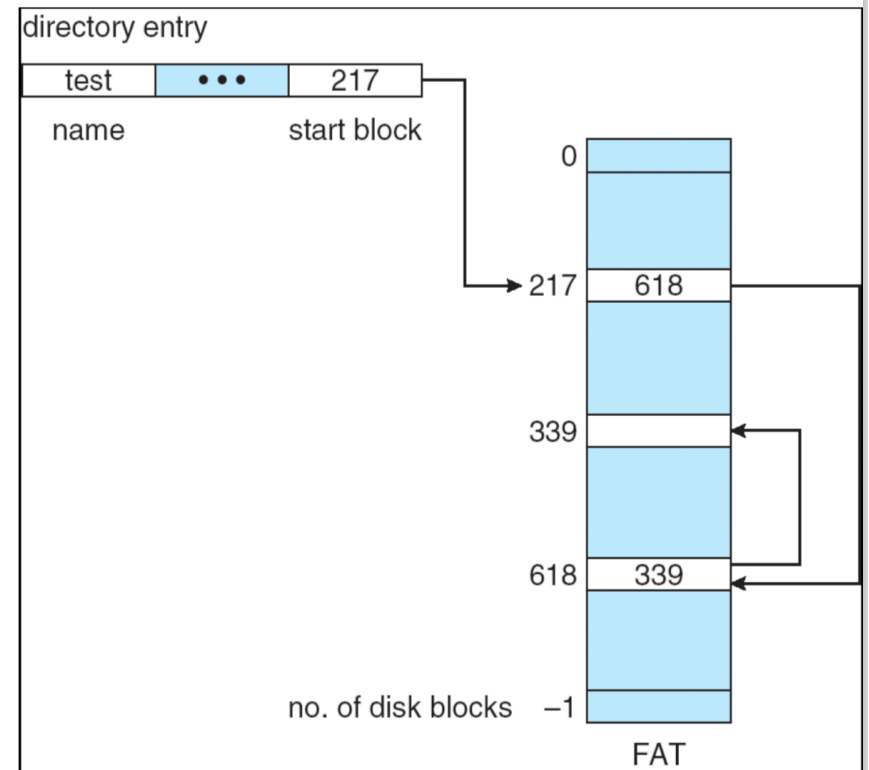 directory entry
test ••• 217
name start block
0
217 618
339
618 339
no. of disk blocks –1
FAT